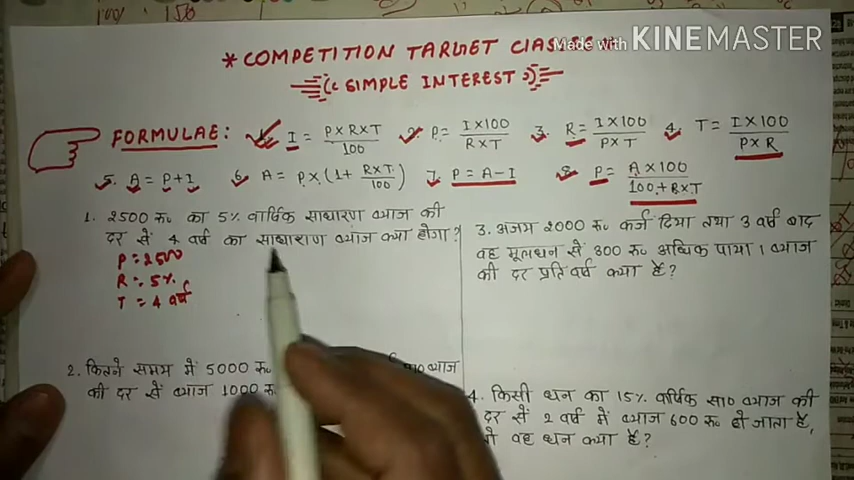 * COMPETITION TARGET CLASSES *
Made with KINEMASTER
(( SIMPLE INTEREST ))
FORMULAE: 1. I = P×R×T/100 2. P = I×100/R×T 3. R = I×100/P×T 4. T = I×100/P×R
5. A = P+I 6. A = P×(1+ R×T/100) 7. P = A-I 8. P = A×100/100+R×T
1. 2500 रू० का 5% वार्षिक साधारण ब्याज की
दर से 4 वर्ष का साधाराण ब्याज क्या होगा?
P = 2500
R = 5%
T = 4 वर्ष
2. कितने समय में 5000 रू० ब्याज
की दर से ब्याज 1000 रू०
3. अजय 2000 रू० कर्ज दिया तथा 3 वर्ष बाद
वह मूलधन से 300 रू० अधिक पाया। ब्याज
की दर प्रतिवर्ष क्या है?
4. किसी धन का 15% वार्षिक सा० ब्याज की
दर से 2 वर्ष में ब्याज 600 रू० हो जाता है,
वह धन क्या है?